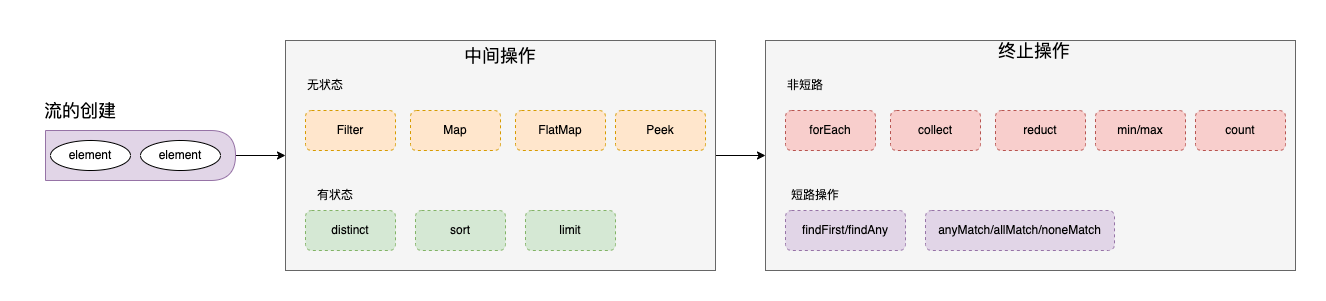 流的创建
element
element
中间操作
无状态
Filter
Map
FlatMap
Peek
有状态
distinct
sort
limit
终止操作
非短路
forEach
collect
reduct
min/max
count
短路操作
findFirst/findAny
anyMatch/allMatch/noneMatch